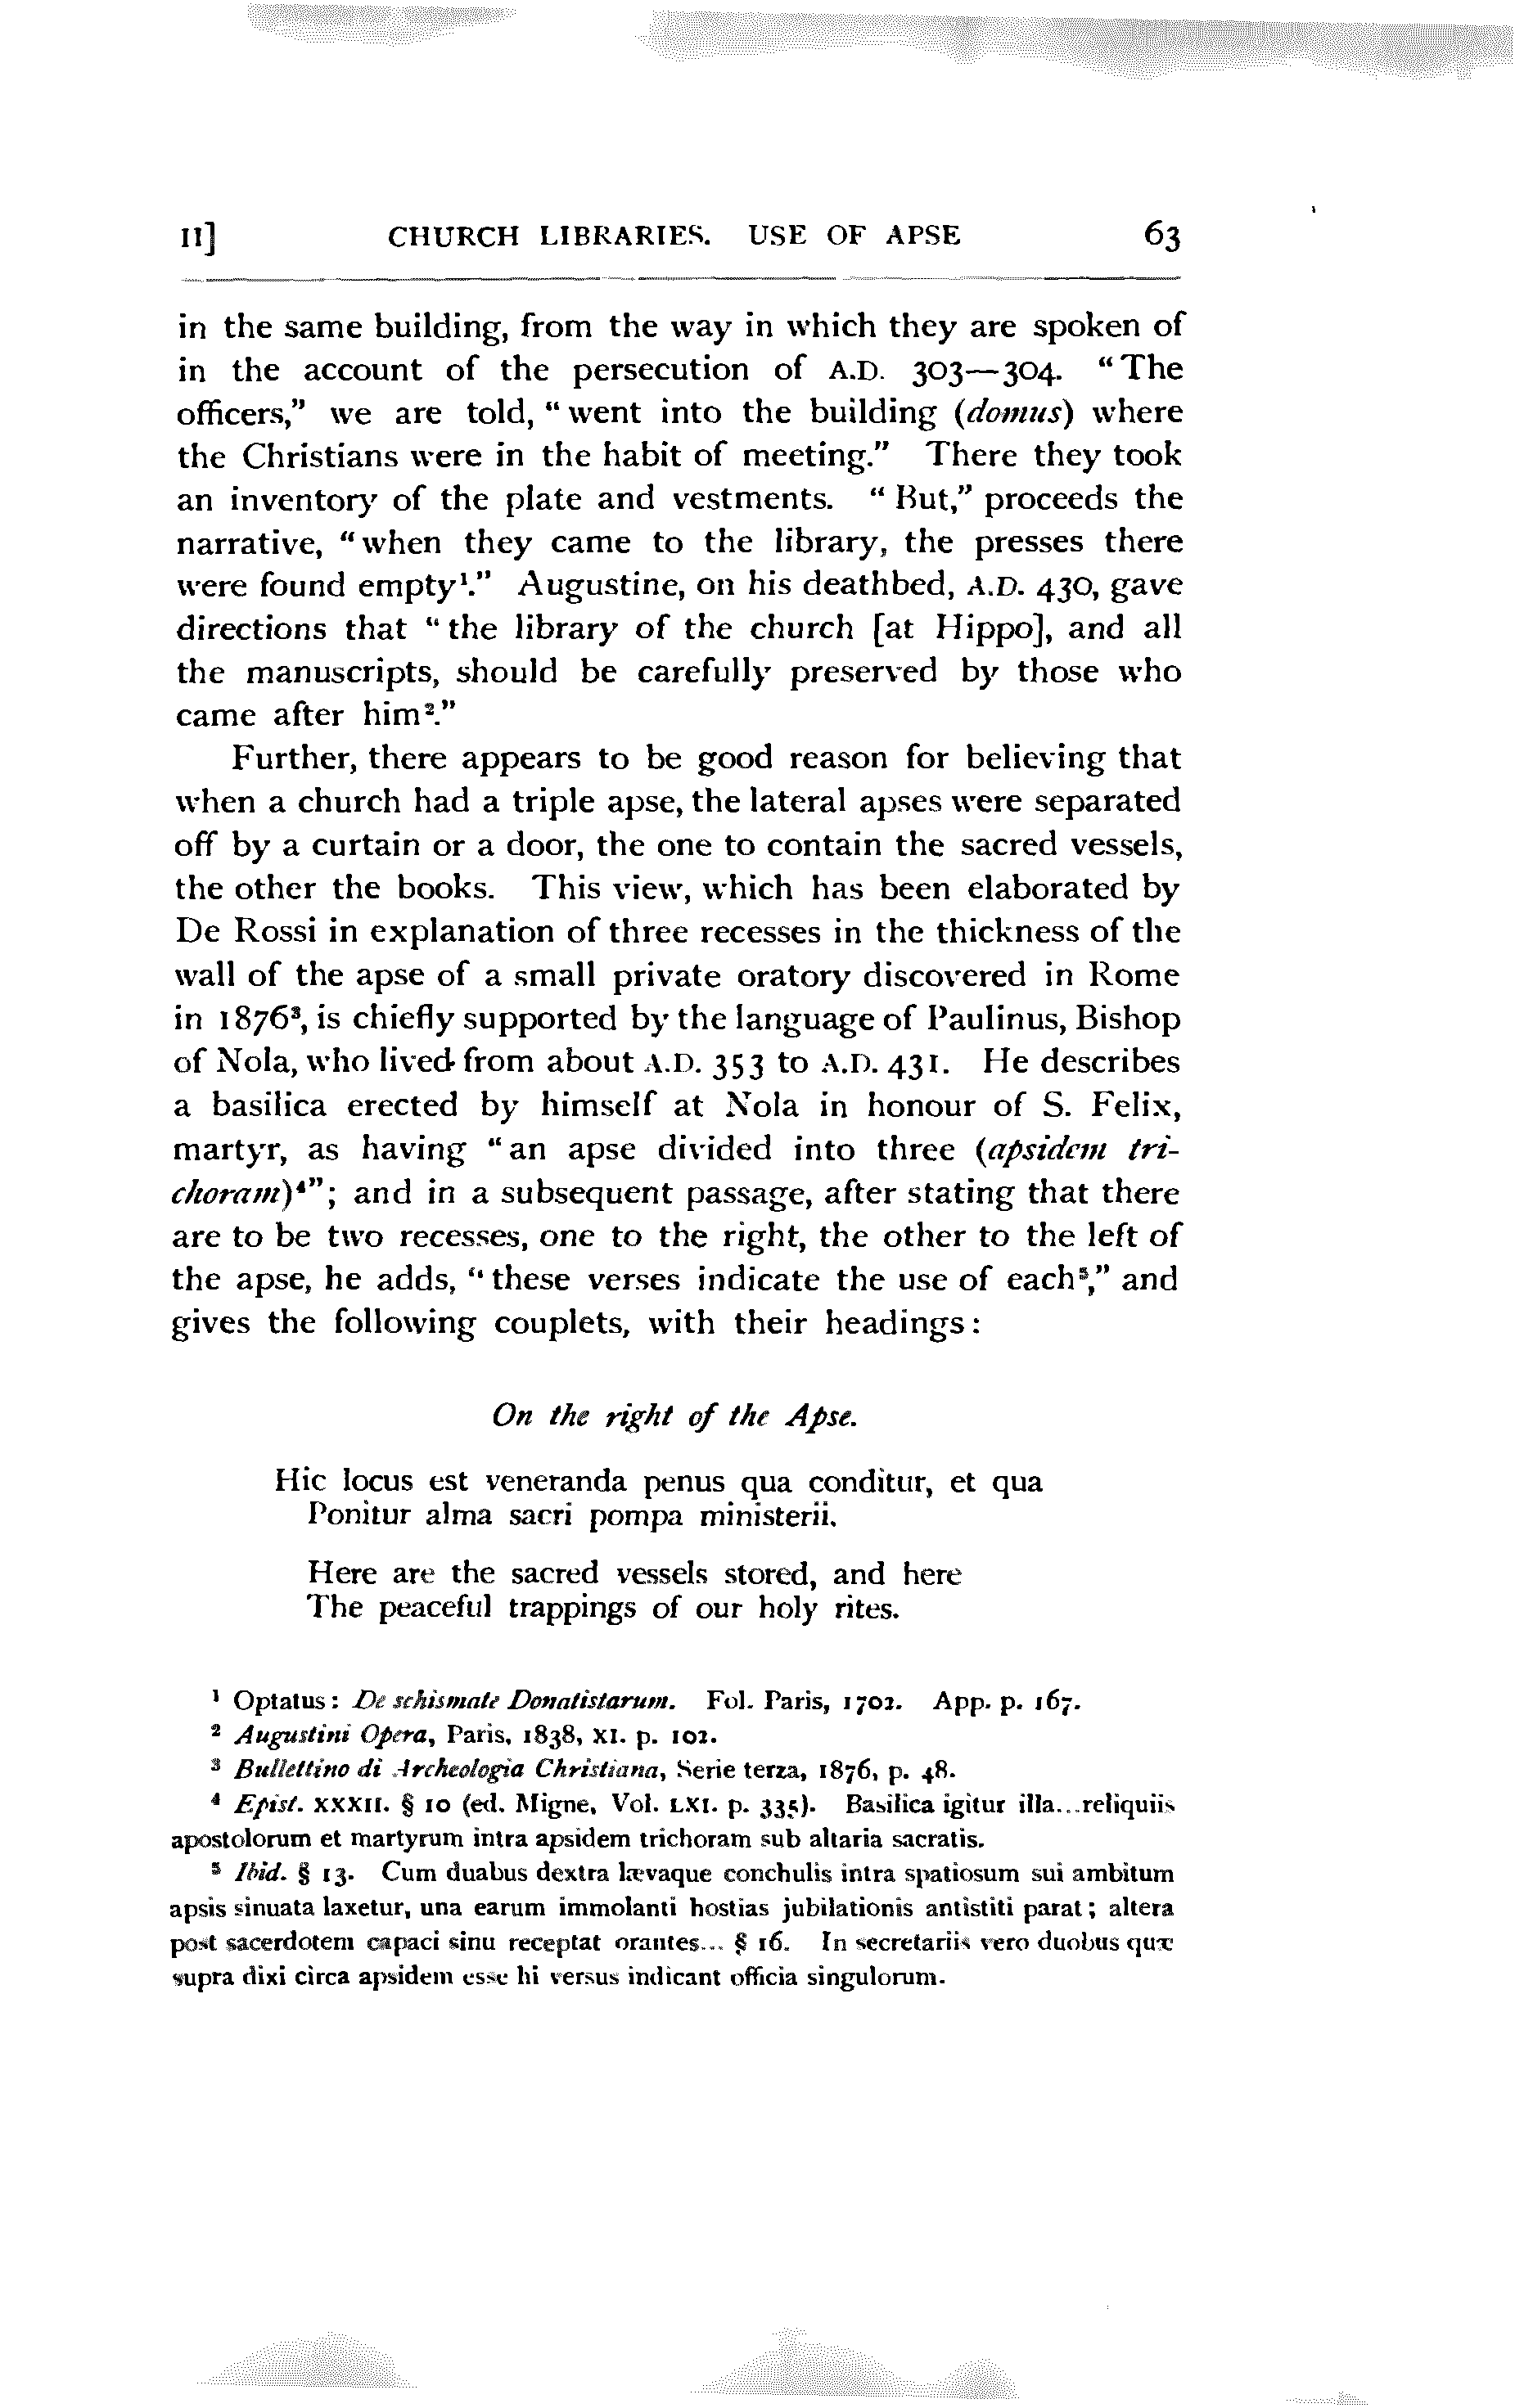 II] CHURCH LIBRARIES. USE OF APSE 63
in the same building, from the way in which they are spoken of
in the account of the persecution of A.D. 303—304. "The
officers," we are told, "went into the building (domus) where
the Christians were in the habit of meeting." There they took
an inventory of the plate and vestments. "But," proceeds the
narrative, "when they came to the library, the presses there
were found empty¹." Augustine, on his deathbed, A.D. 430, gave
directions that "the library of the church [at Hippo], and all
the manuscripts, should be carefully preserved by those who
came after him²."
Further, there appears to be good reason for believing that
when a church had a triple apse, the lateral apses were separated
off by a curtain or a door, the one to contain the sacred vessels,
the other the books. This view, which has been elaborated by
De Rossi in explanation of three recesses in the thickness of the
wall of the apse of a small private oratory discovered in Rome
in 1876³, is chiefly supported by the language of Paulinus, Bishop
of Nola, who lived from about A.D. 353 to A.D. 431. He describes
a basilica erected by himself at Nola in honour of S. Felix,
martyr, as having "an apse divided into three (apsidem tri-
choram)⁴"; and in a subsequent passage, after stating that there
are to be two recesses, one to the right, the other to the left of
the apse, he adds, "these verses indicate the use of each⁵," and
gives the following couplets, with their headings:
On the right of the Apse.
Hic locus est veneranda penus qua conditur, et qua
Ponitur alma sacri pompa ministerii.
Here are the sacred vessels stored, and here
The peaceful trappings of our holy rites.
¹ Optatus: De schismate Donatistarum. Fol. Paris, 1702. App. p. 167.
² Augustini Opera, Paris, 1838, XI. p. 102.
³ Bullettino di Archeologia Christiana, Serie terza, 1876, p. 48.
⁴ Epist. XXXII. § 10 (ed. Migne, Vol. LXI. p. 335). Basilica igitur illa...reliquiis
apostolorum et martyrum intra apsidem trichoram sub altaria sacratis.
⁵ Ibid. § 13. Cum duabus dextra lævaque conchulis intra spatiosum sui ambitum
apsis sinuata laxetur, una earum immolanti hostias jubilationis antistiti parat; altera
post sacerdotem capaci sinu receptat orantes... § 16. In secretariis vero duobus quæ
supra dixi circa apsidem esse hi versus indicant officia singulorum.